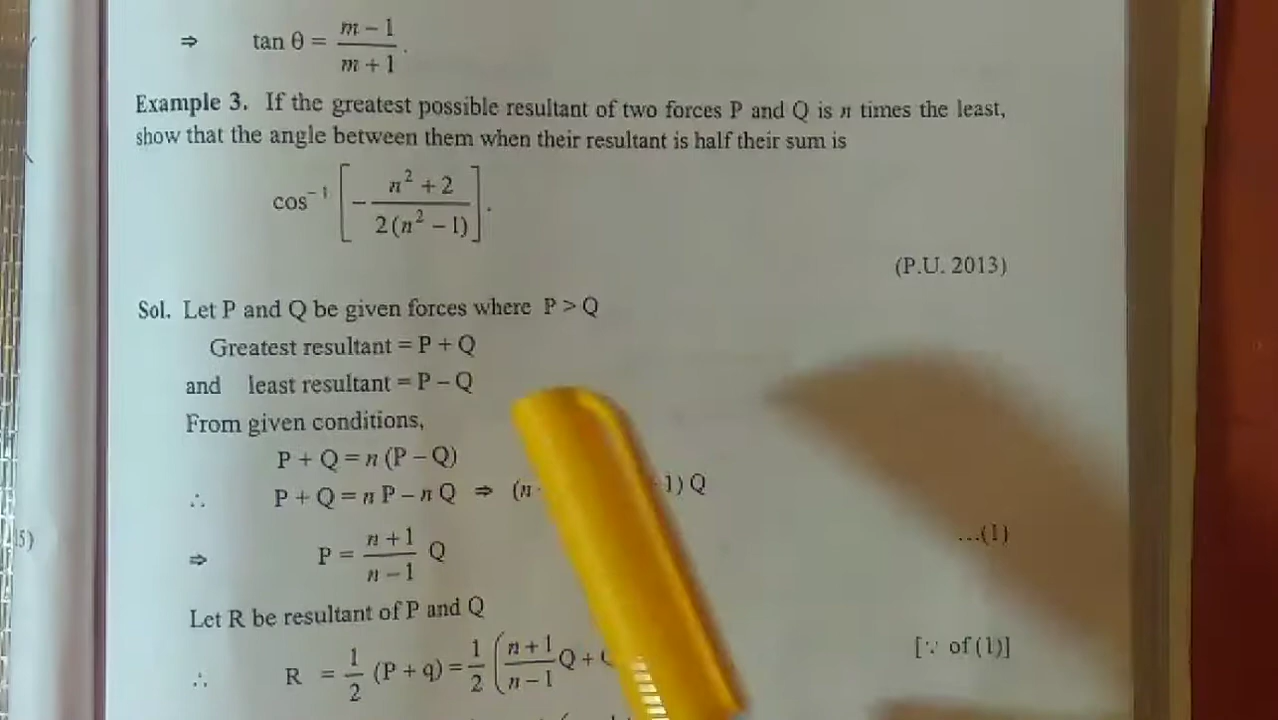 ⇒ tan θ = (m − 1)/(m + 1).
Example 3. If the greatest possible resultant of two forces P and Q is n times the least,
show that the angle between them when their resultant is half their sum is
cos⁻¹ [− (n² + 2)/(2(n² − 1))].
(P.U. 2013)
Sol. Let P and Q be given forces where P > Q
Greatest resultant = P + Q
and least resultant = P − Q
From given conditions,
P + Q = n (P − Q)
∴ P + Q = n P − n Q ⇒ (n 1) Q
5)
⇒ P = (n + 1)/(n − 1) Q ...(1)
Let R be resultant of P and Q
∴ R = 1/2 (P + q) = 1/2 ((n + 1)/(n − 1) Q + [∵ of (1)]